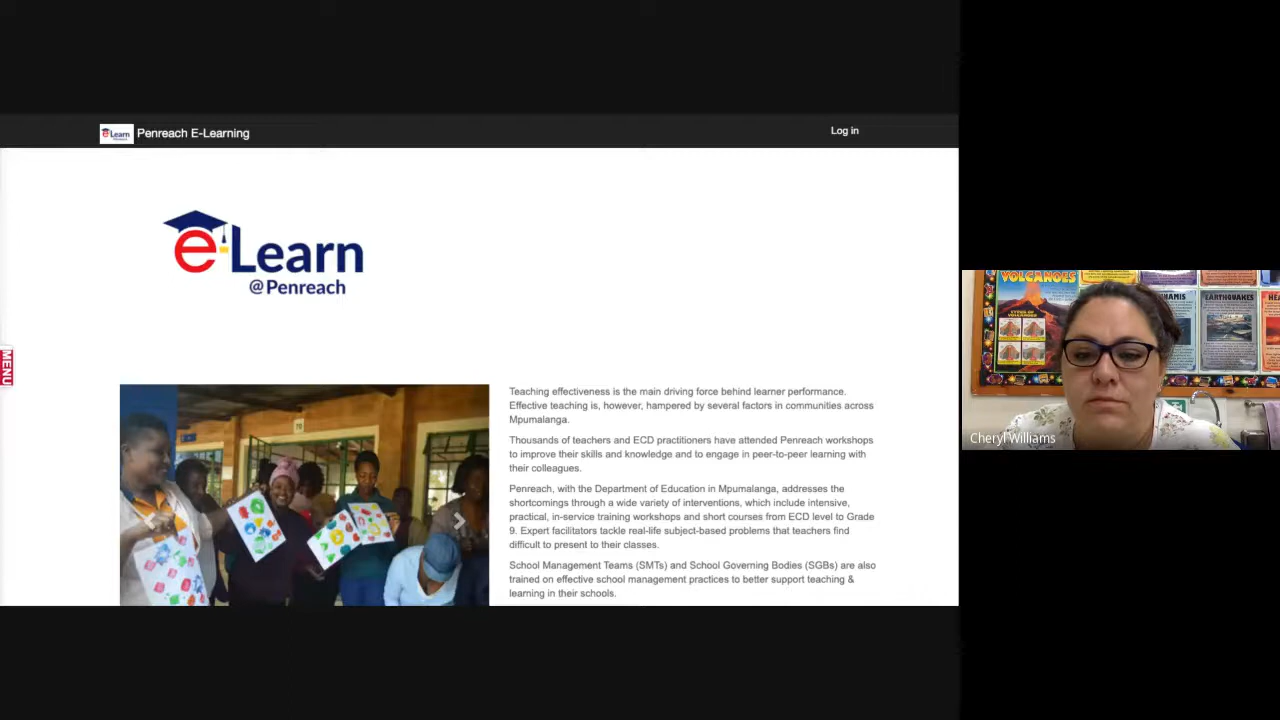 eLearn
Penreach E-Learning
Log in
e-Learn
@Penreach
MENU
Teaching effectiveness is the main driving force behind learner performance.
Effective teaching is, however, hampered by several factors in communities across
Mpumalanga.
Thousands of teachers and ECD practitioners have attended Penreach workshops
to improve their skills and knowledge and to engage in peer-to-peer learning with
their colleagues.
Penreach, with the Department of Education in Mpumalanga, addresses the
shortcomings through a wide variety of interventions, which include intensive,
practical, in-service training workshops and short courses from ECD level to Grade
9. Expert facilitators tackle real-life subject-based problems that teachers find
difficult to present to their classes.
School Management Teams (SMTs) and School Governing Bodies (SGBs) are also
trained on effective school management practices to better support teaching &
learning in their schools.
VOLCANOES
TYPES OF
VOLCANOES
EARTHQUAKES
Cheryl Williams